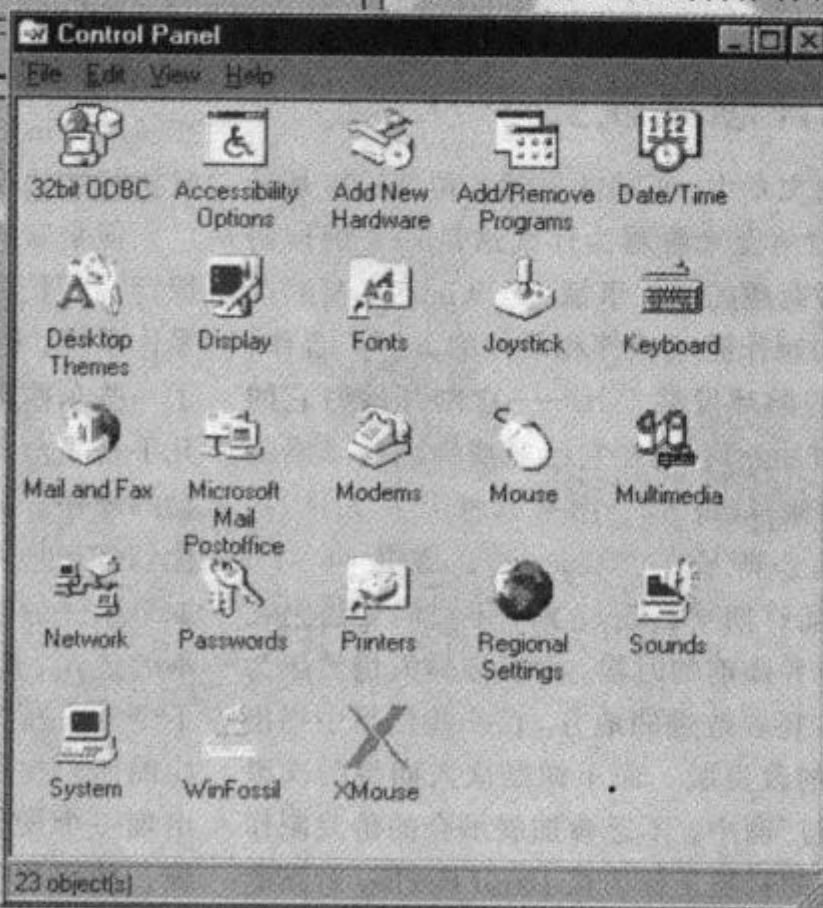 Control Panel
File Edit View Help
32bit ODBC
Accessibility
Options
Add New
Hardware
Add/Remove
Programs
Date/Time
Desktop
Themes
Display
Fonts
Joystick
Keyboard
Mail and Fax
Microsoft
Mail
Postoffice
Modems
Mouse
Multimedia
Network
Passwords
Printers
Regional
Settings
Sounds
System
WinFossil
XMouse
23 object(s)